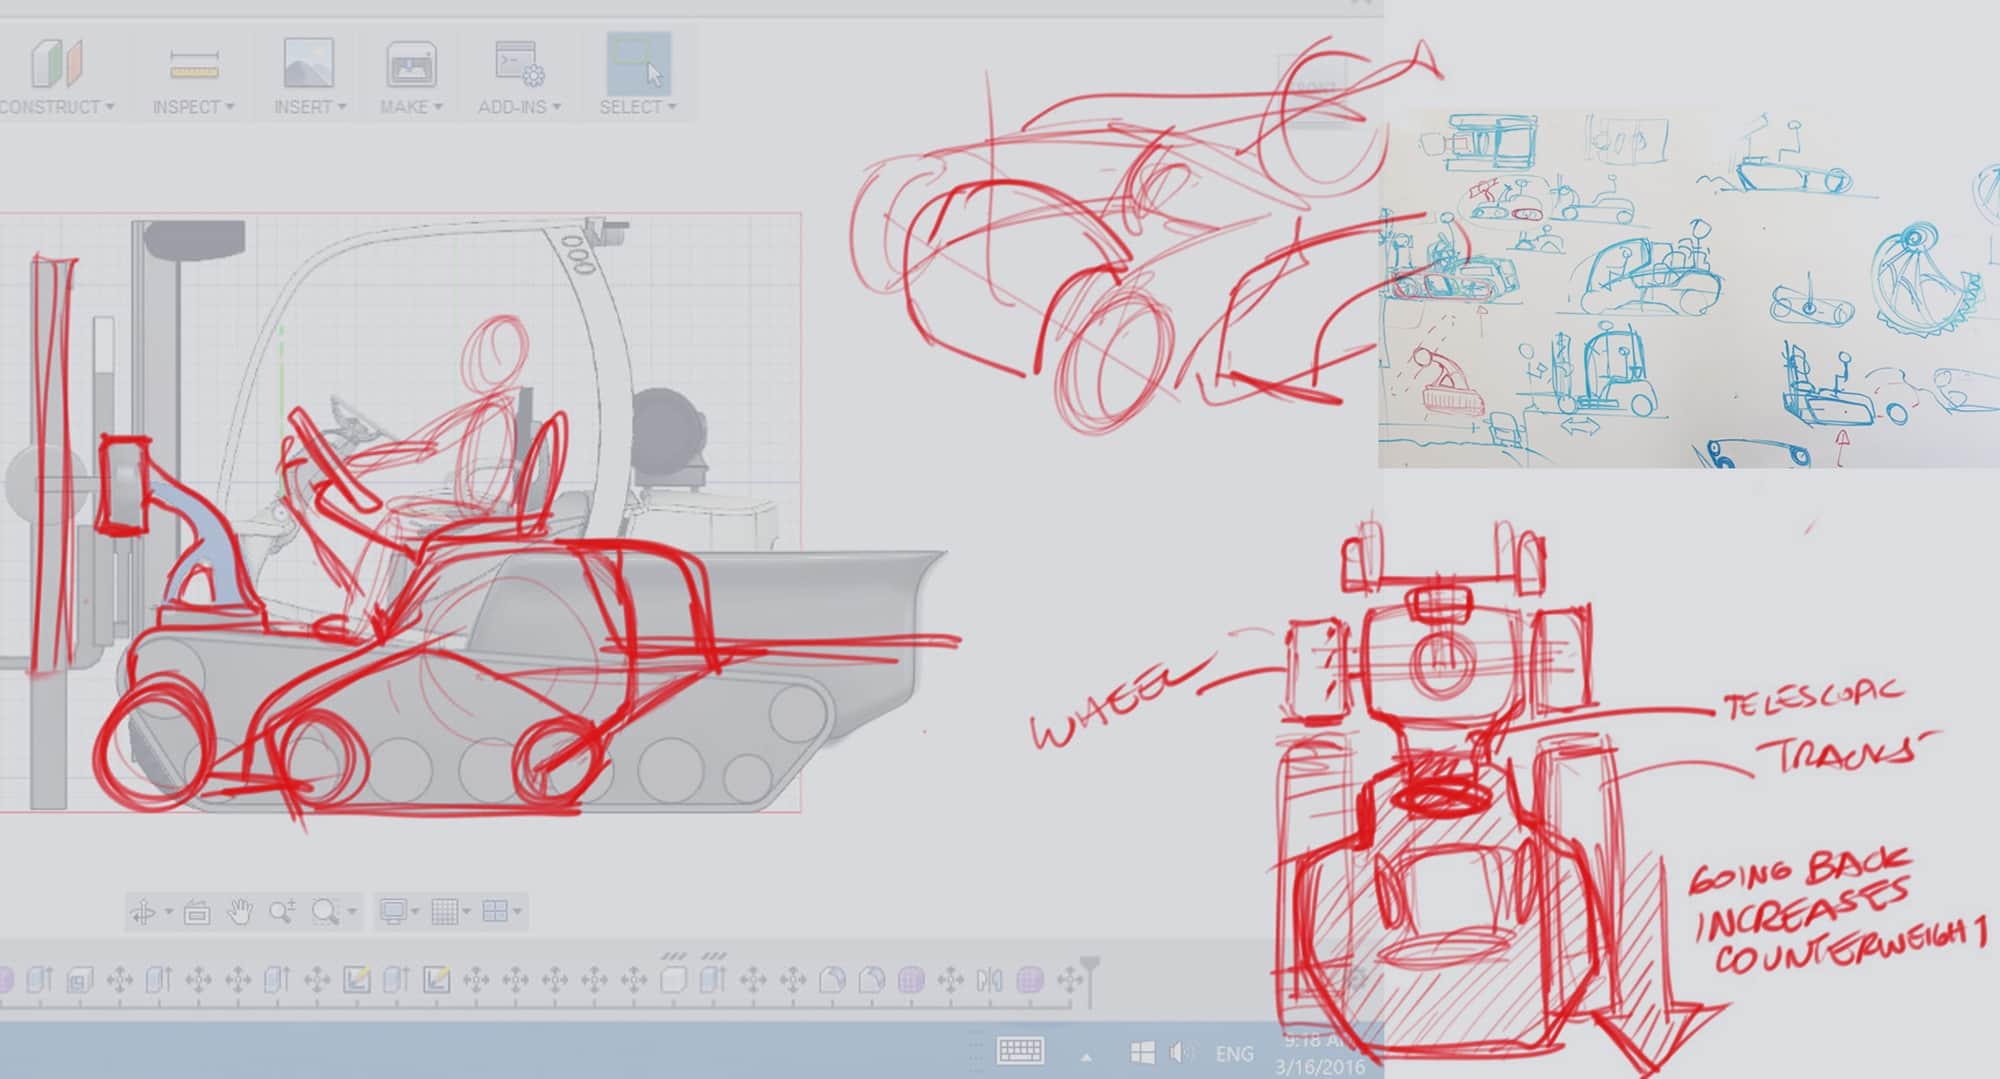 CONSTRUCT
INSPECT
INSERT
MAKE
ADD-INS
SELECT
FRONT
WHEEL
TELESCOPIC
TRACKS
GOING BACK
INCREASES
COUNTERWEIGHT
ENG
9:18 AM
3/16/2016